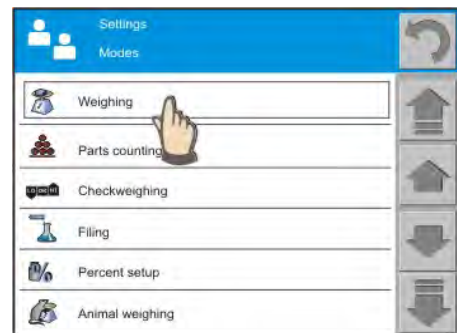 Settings
Modes
Weighing
Parts counting
Checkweighing
Filing
Percent setup
Animal weighing